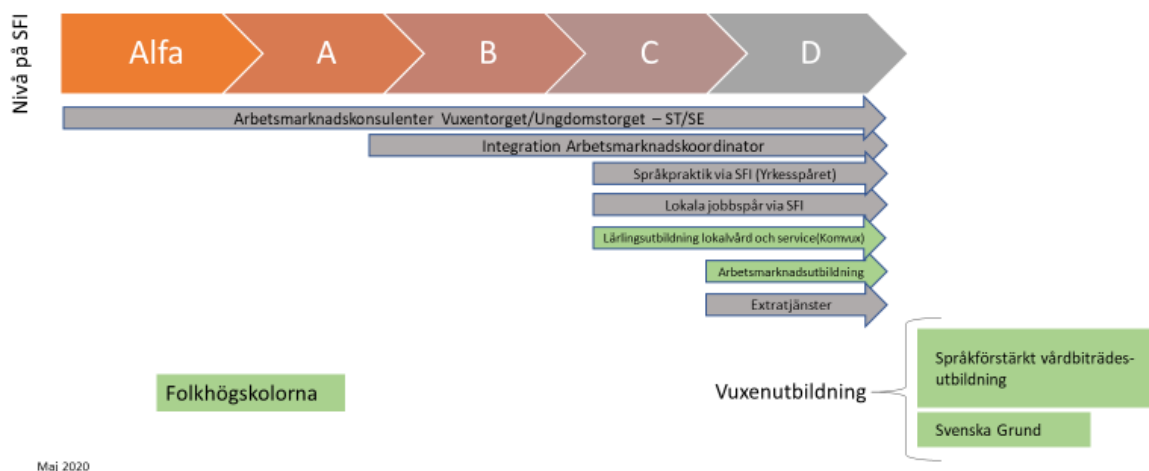 Nivå på SFI
Alfa
A
B
C
D
Arbetsmarknadskonsulenter Vuxentorget/Ungdomstorget – ST/SE
Integration Arbetsmarknadskoordinator
Språkpraktik via SFI (Yrkesspåret)
Lokala jobbspår via SFI
Lärlingsutbildning lokalvård och service(Komvux)
Arbetsmarknadsutbildning
Extratjänster
Folkhögskolorna
Vuxenutbildning
Språkförstärkt vårdbiträdes-
utbildning
Svenska Grund
Maj 2020